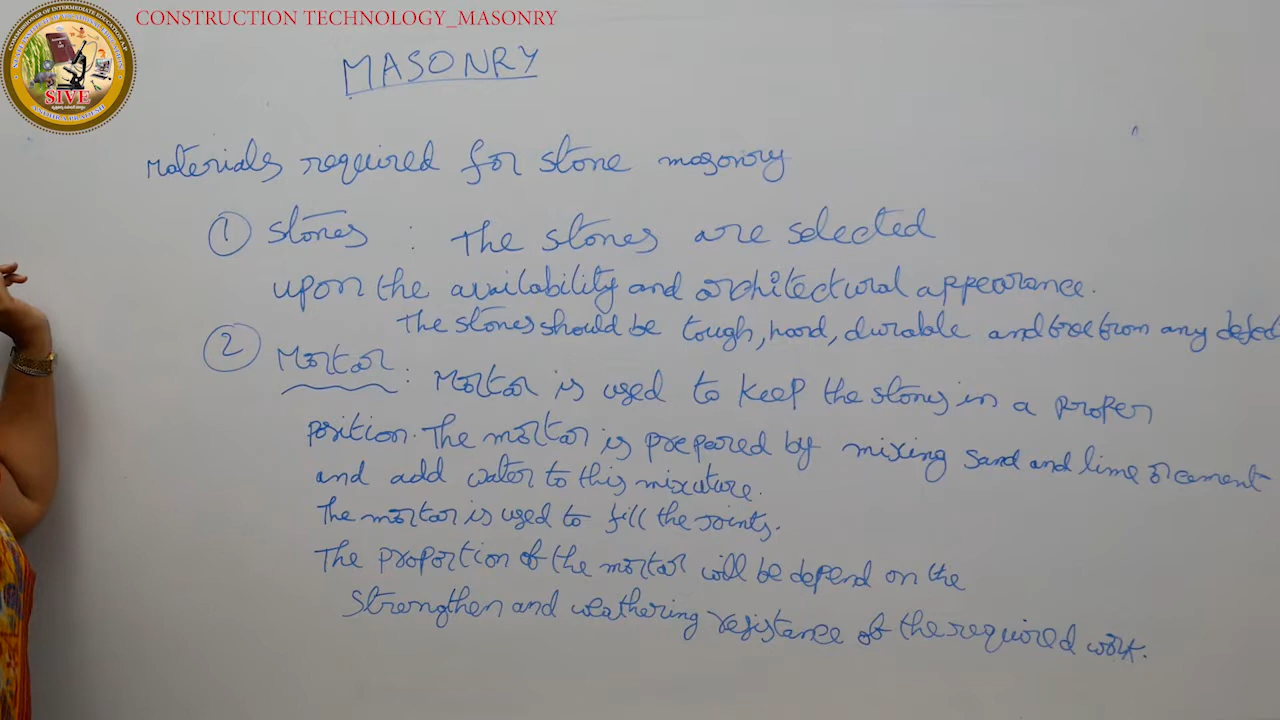 CONSTRUCTION TECHNOLOGY_MASONRY
SIVE
ANDHRA PRADESH
MASONRY
Materials required for stone masonry
① Stones : The stones are selected
upon the availability and architectural appearance.
The stones should be tough, hard, durable and free from any defect
② Mortar : Mortar is used to keep the stones in a proper
position. The mortar is prepared by mixing sand and lime or cement
and add water to this mixuture.
The mortar is used to fill the joints.
The proportion of the mortar will be depend on the
Strengthen and weathering resistance of the required work.